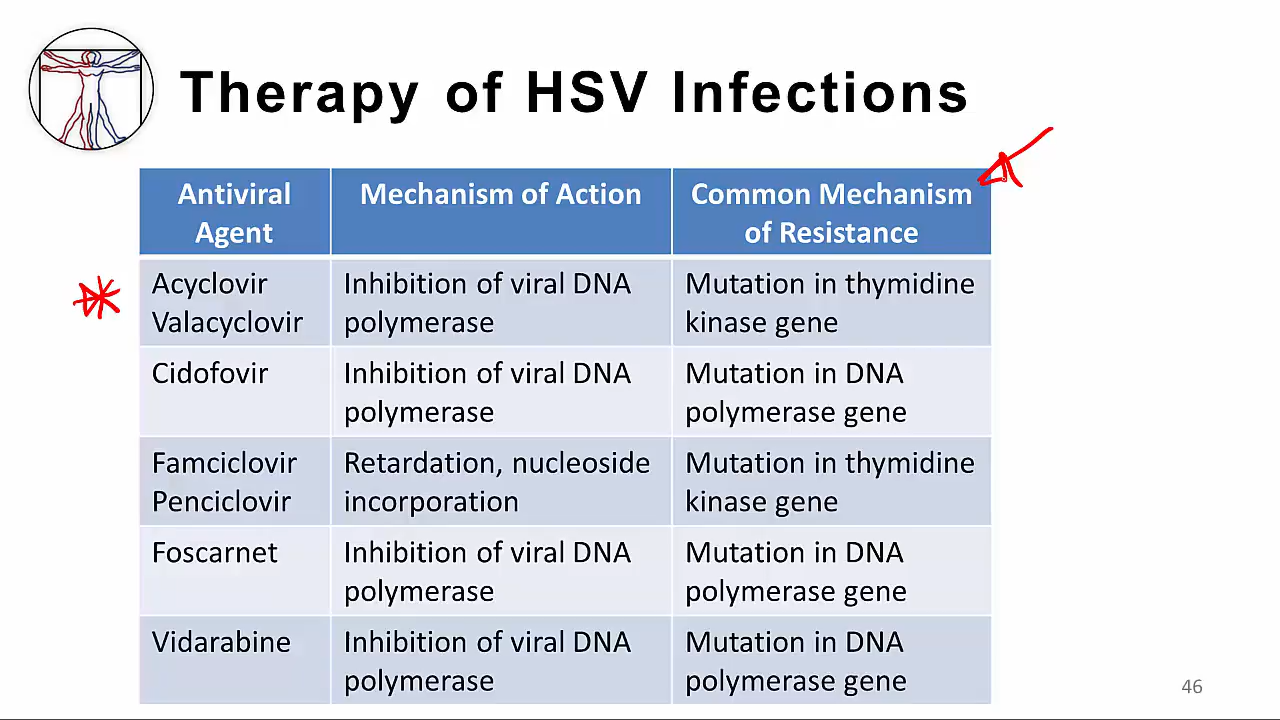 Therapy of HSV Infections
Antiviral
Agent
Mechanism of Action
Common Mechanism
of Resistance
Acyclovir
Valacyclovir
Inhibition of viral DNA
polymerase
Mutation in thymidine
kinase gene
Cidofovir
Inhibition of viral DNA
polymerase
Mutation in DNA
polymerase gene
Famciclovir
Penciclovir
Retardation, nucleoside
incorporation
Mutation in thymidine
kinase gene
Foscarnet
Inhibition of viral DNA
polymerase
Mutation in DNA
polymerase gene
Vidarabine
Inhibition of viral DNA
polymerase
Mutation in DNA
polymerase gene
46